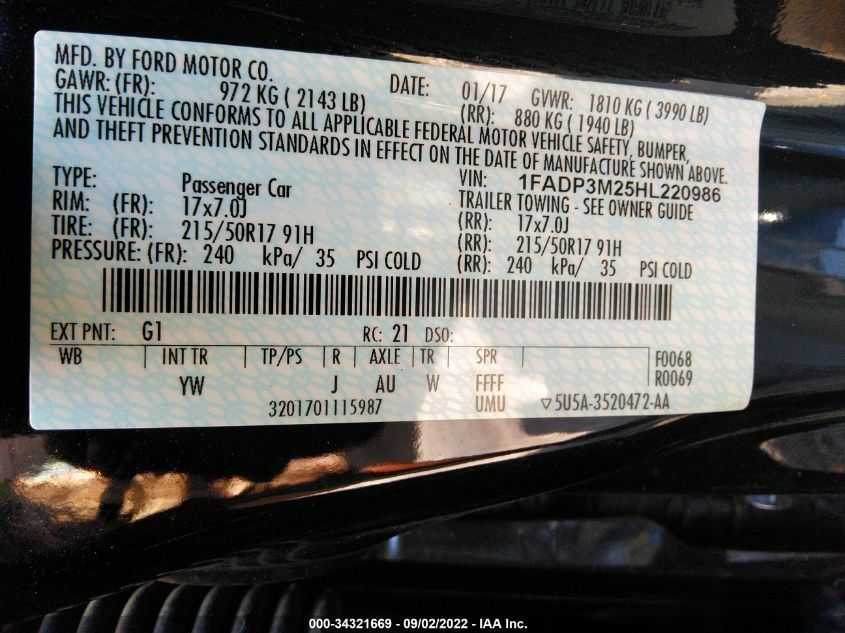 MFD. BY FORD MOTOR CO.
DATE: 01/17 GVWR: 1810 KG ( 3990 LB)
GAWR: (FR): 972 KG ( 2143 LB) (RR): 880 KG ( 1940 LB)
THIS VEHICLE CONFORMS TO ALL APPLICABLE FEDERAL MOTOR VEHICLE SAFETY, BUMPER,
AND THEFT PREVENTION STANDARDS IN EFFECT ON THE DATE OF MANUFACTURE SHOWN ABOVE.
VIN: 1FADP3M25HL220986
TYPE: Passenger Car TRAILER TOWING - SEE OWNER GUIDE
RIM: (FR): 17x7.0J (RR): 17x7.0J
TIRE: (FR): 215/50R17 91H (RR): 215/50R17 91H
PRESSURE: (FR): 240 kPa/ 35 PSI COLD (RR): 240 kPa/ 35 PSI COLD
EXT PNT: G1 RC: 21 DSO:
WB INT TR TP/PS R AXLE TR SPR F0068
YW J AU W FFFF R0069
3201701115987 UMU ▽5U5A-3520472-AA
000-34321669 - 09/02/2022 - IAA Inc.